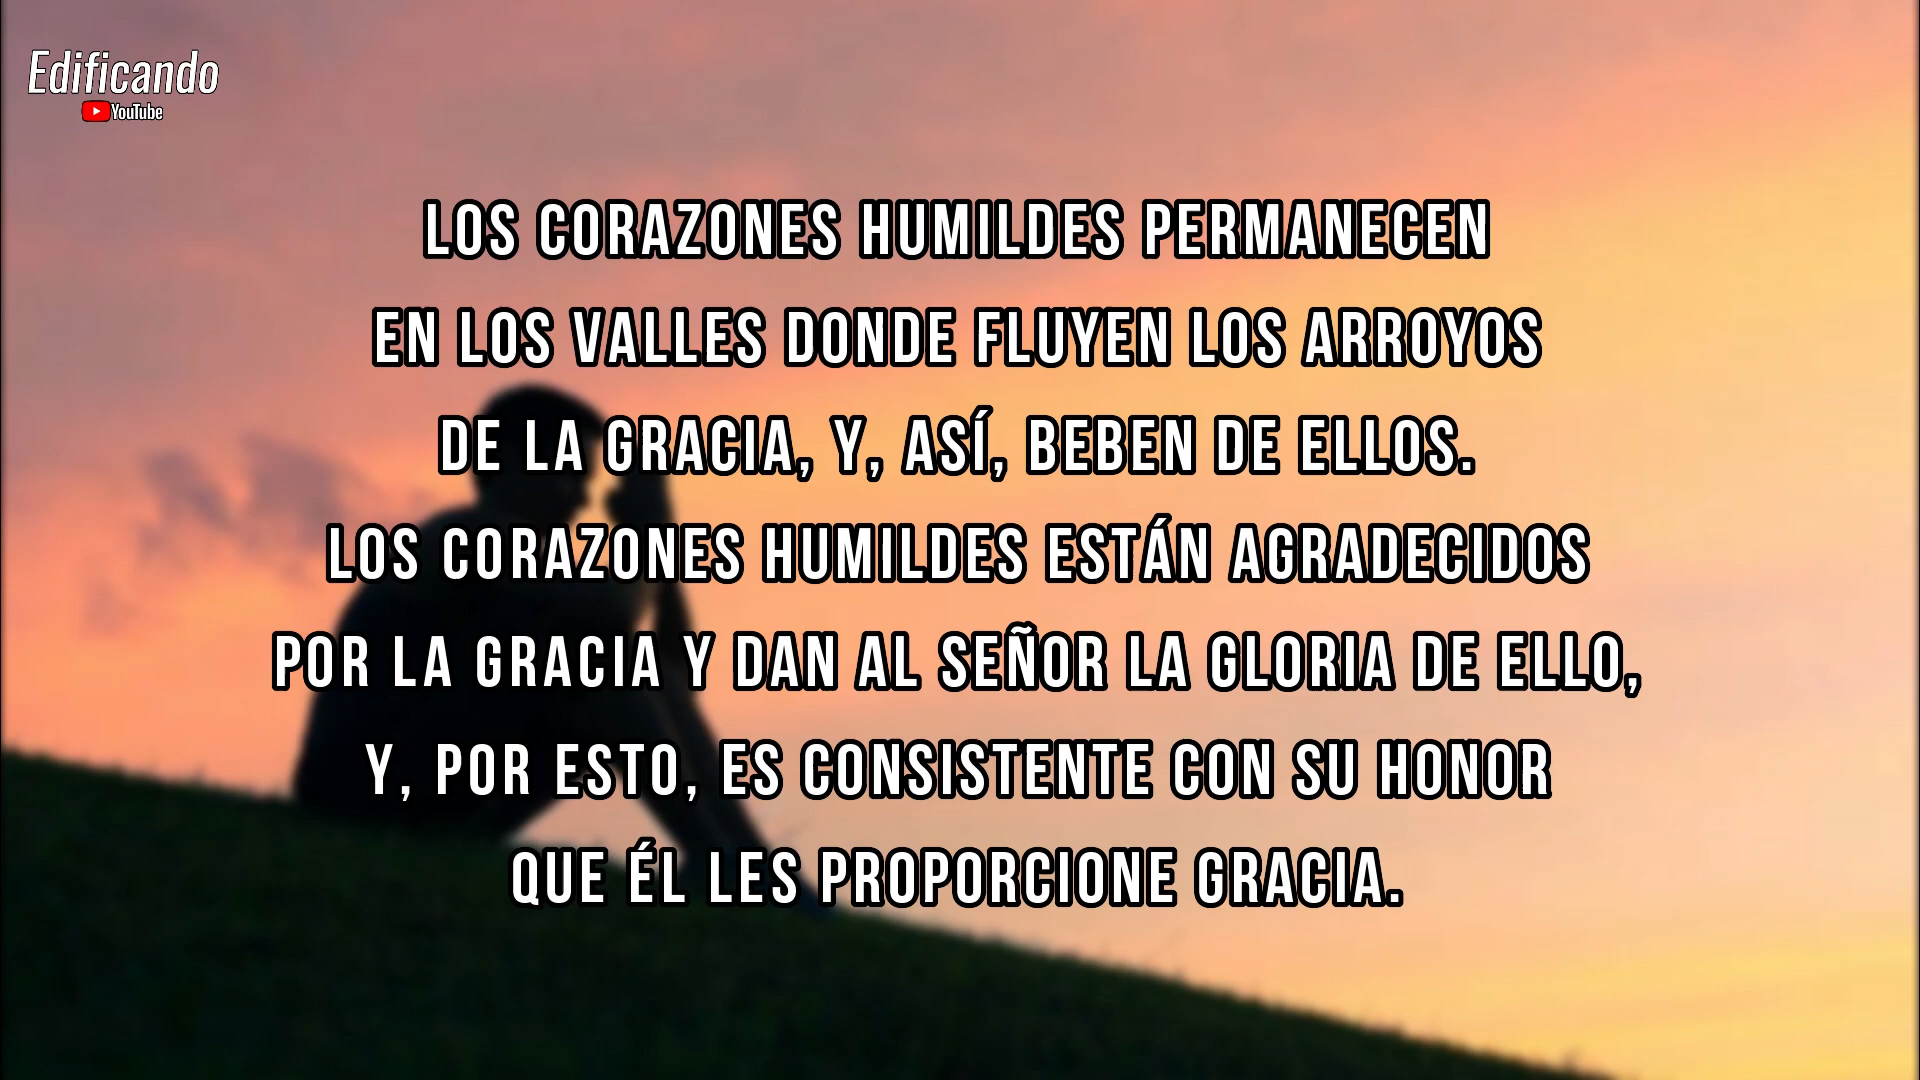 Edificando
YouTube
LOS CORAZONES HUMILDES PERMANECEN
EN LOS VALLES DONDE FLUYEN LOS ARROYOS
DE LA GRACIA, Y, ASÍ, BEBEN DE ELLOS.
LOS CORAZONES HUMILDES ESTÁN AGRADECIDOS
POR LA GRACIA Y DAN AL SEÑOR LA GLORIA DE ELLO,
Y, POR ESTO, ES CONSISTENTE CON SU HONOR
QUE ÉL LES PROPORCIONE GRACIA.